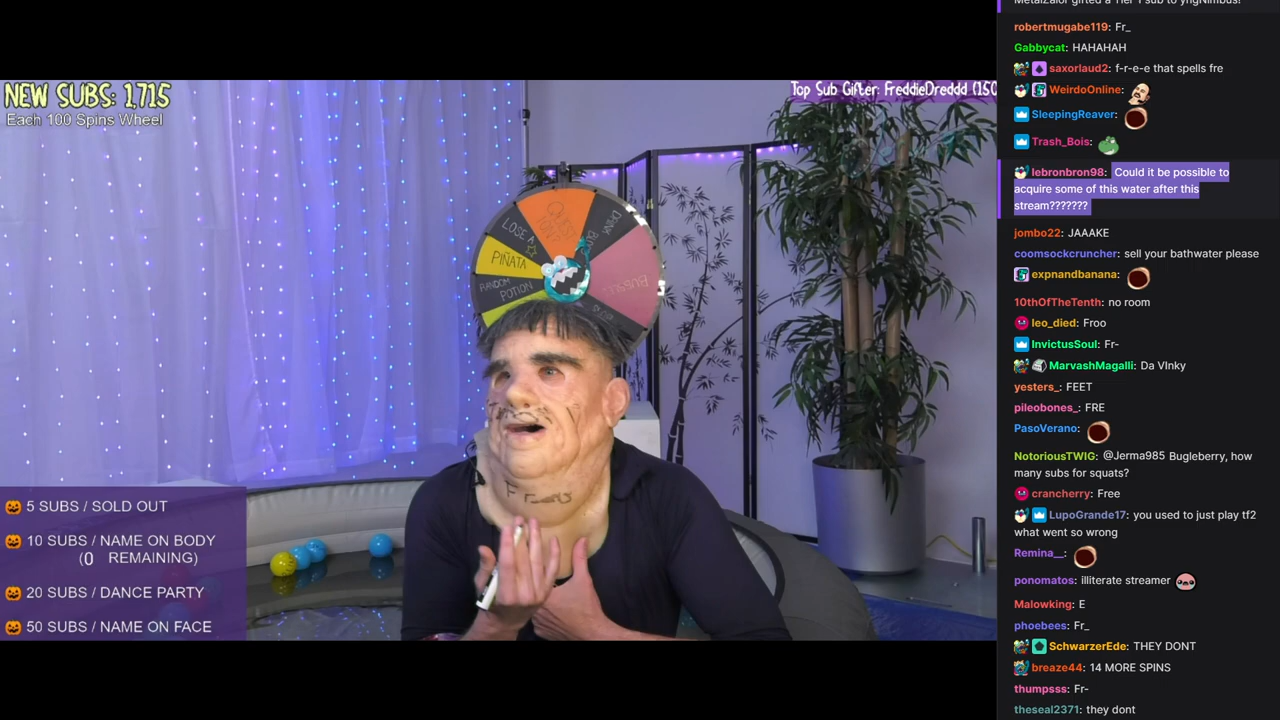 MetalZalor gifted a Tier 1 sub to yngNimbus!
NEW SUBS: 1,715
Each 100 Spins Wheel
Top Sub Gifter: FreddieDreddd (150
LOSE A
PIÑATA
RANDOM
POTION
5 SUBS / SOLD OUT
10 SUBS / NAME ON BODY
(0 REMAINING)
20 SUBS / DANCE PARTY
50 SUBS / NAME ON FACE
robertmugabe119: Fr_
Gabbycat: HAHAHAH
saxorlaud2: f-r-e-e that spells fre
WeirdoOnline:
SleepingReaver:
Trash_Bois:
lebronbron98: Could it be possible to
acquire some of this water after this
stream???????
jombo22: JAAAKE
coomsockcruncher: sell your bathwater please
expnandbanana:
10thOfTheTenth: no room
leo_died: Froo
InvictusSoul: Fr-
MarvashMagalli: Da VInky
yesters_: FEET
pileobones_: FRE
PasoVerano:
NotoriousTWIG: @Jerma985 Bugleberry, how
many subs for squats?
crancherry: Free
LupoGrande17: you used to just play tf2
what went so wrong
Remina__:
ponomatos: illiterate streamer
Malowking: E
phoebees: Fr_
SchwarzerEde: THEY DONT
breaze44: 14 MORE SPINS
thumpsss: Fr-
theseal2371: they dont